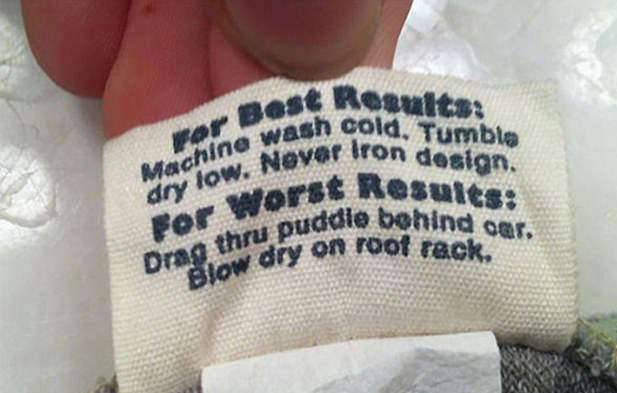 For Best Results:
Machine wash cold. Tumble
dry low. Never iron design.
For Worst Results:
Drag thru puddle behind car.
Blow dry on roof rack.